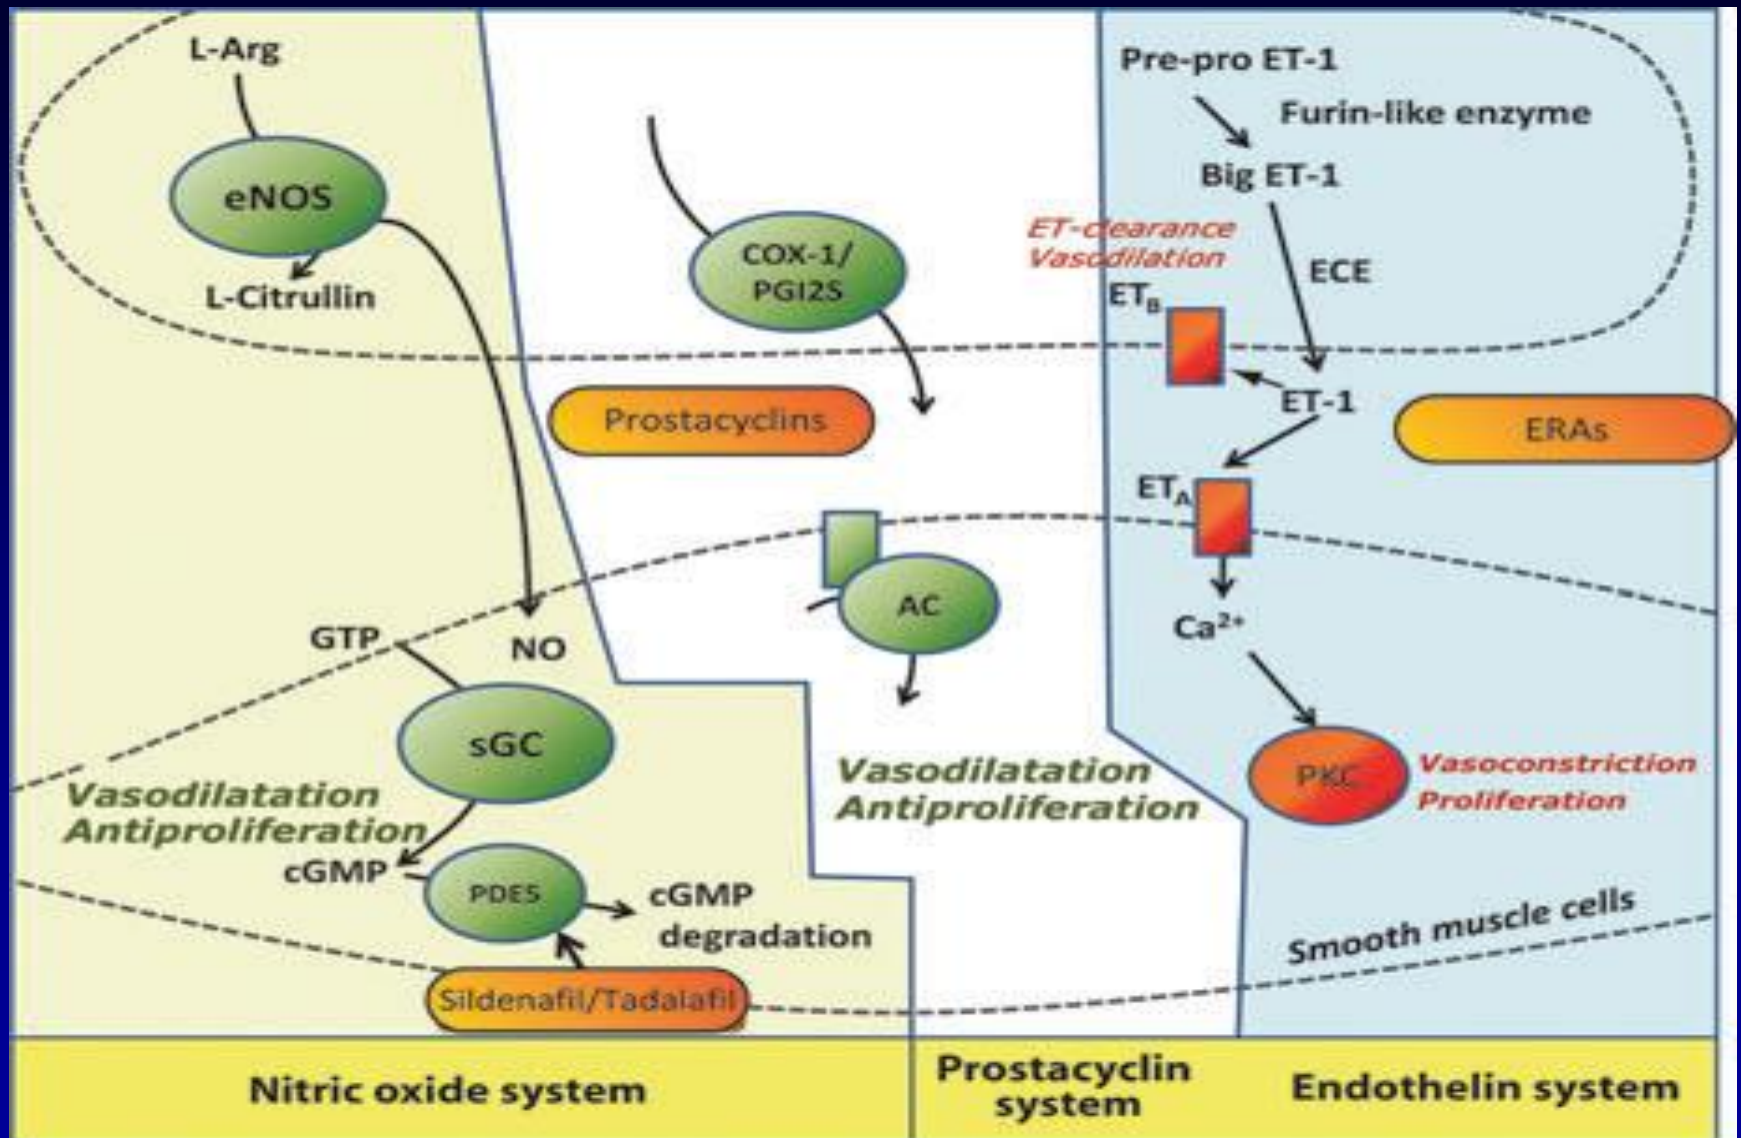 L-Arg
eNOS
L-Citrullin
GTP
NO
sGC
Vasodilatation
Antiproliferation
cGMP
PDE5
cGMP
degradation
Sildenafil/Tadalafil
Nitric oxide system
COX-1/
PGI2S
Prostacyclins
AC
Vasodilatation
Antiproliferation
Prostacyclin
system
Pre-pro ET-1
Furin-like enzyme
Big ET-1
ET-clearance
Vasodilation
ECE
ET_B
ET-1
ERAs
ET_A
Ca²⁺
PKC
Vasoconstriction
Proliferation
Smooth muscle cells
Endothelin system